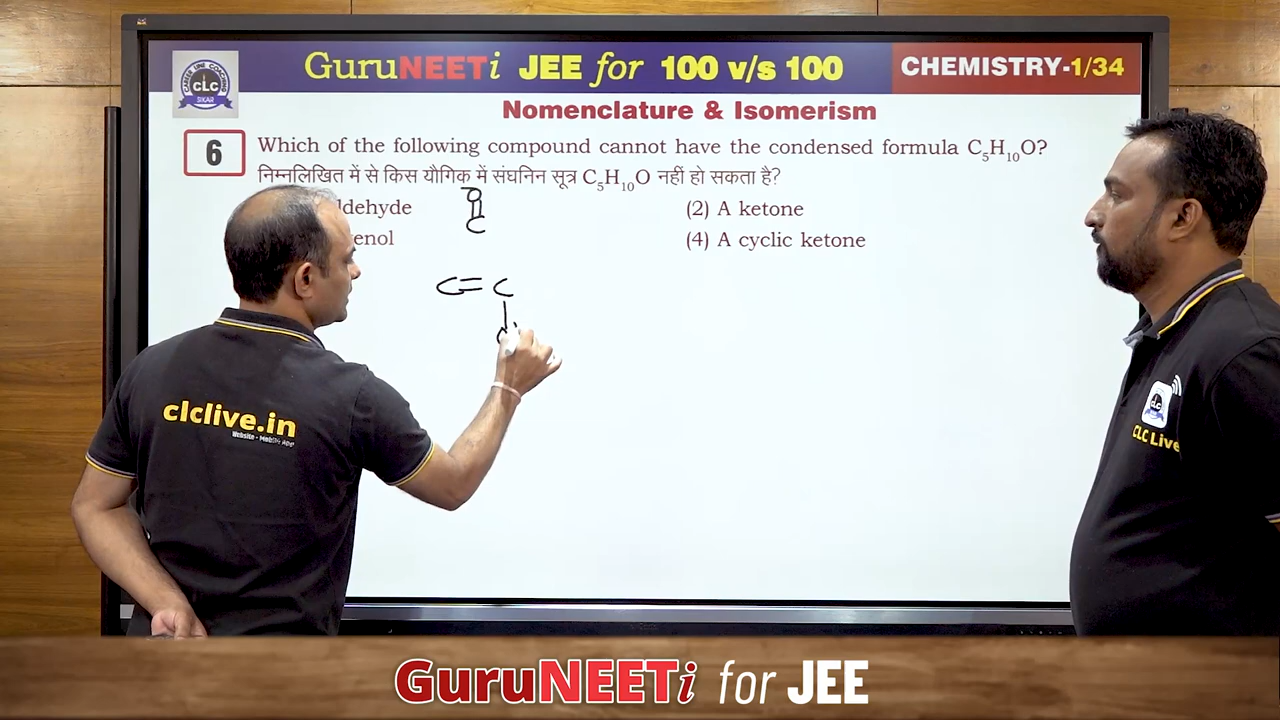 GuruNEETi JEE for 100 v/s 100 CHEMISTRY-1/34
CLC
SIKAR
Nomenclature & Isomerism
6 Which of the following compound cannot have the condensed formula C₅H₁₀O?
निम्नलिखित में से किस यौगिक में संघनिन सूत्र C₅H₁₀O नहीं हो सकता है?
ldehyde (2) A ketone
enol (4) A cyclic ketone
C
C=C
clclive.in
CLC Live
GuruNEETi for JEE